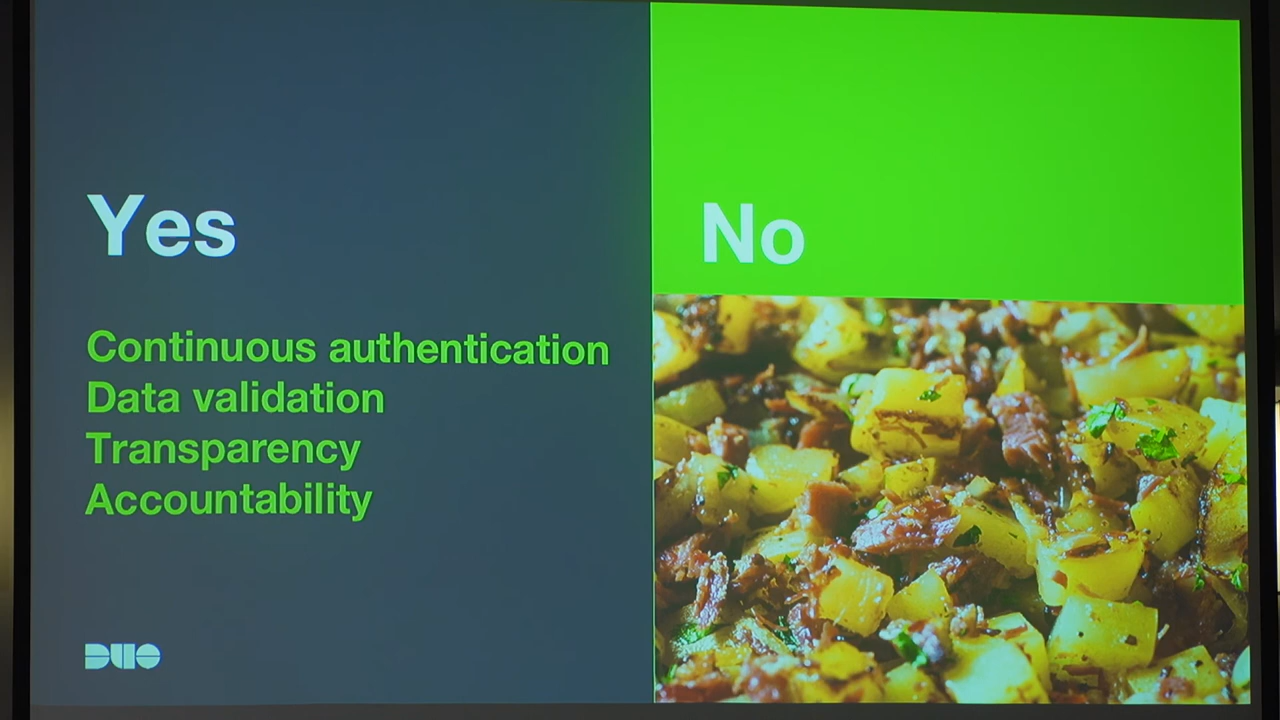 Yes
Continuous authentication
Data validation
Transparency
Accountability
DUO
No